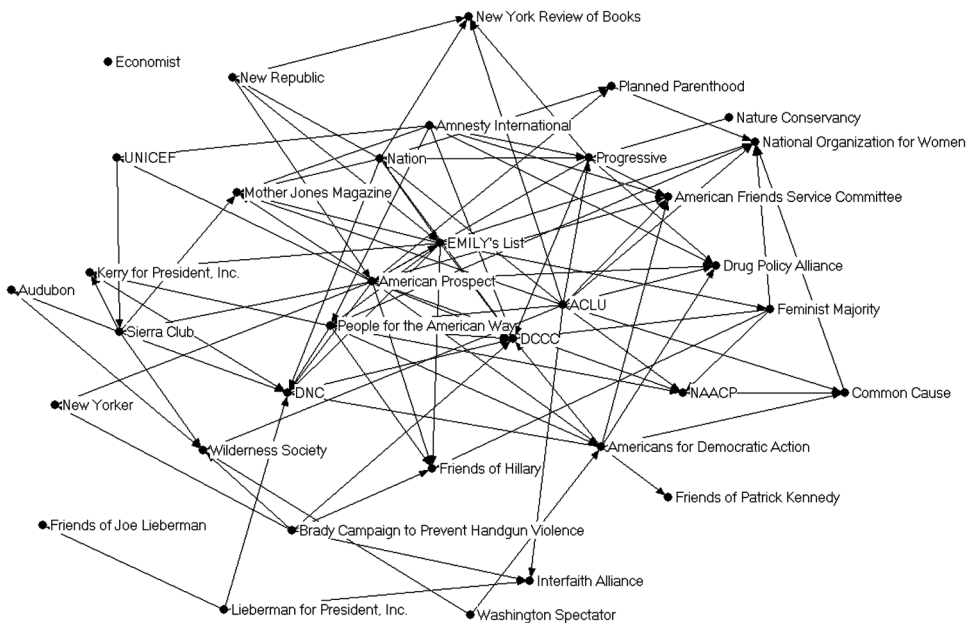 New York Review of Books
Economist
New Republic
Planned Parenthood
Nature Conservancy
Amnesty International
National Organization for Women
UNICEF
Nation
Progressive
Mother Jones Magazine
American Friends Service Committee
EMILY's List
Drug Policy Alliance
Kerry for President, Inc.
American Prospect
Audubon
ACLU
Feminist Majority
People for the American Way
Sierra Club
DCCC
DNC
NAACP
Common Cause
New Yorker
Wilderness Society
Americans for Democratic Action
Friends of Hillary
Friends of Patrick Kennedy
Friends of Joe Lieberman
Brady Campaign to Prevent Handgun Violence
Interfaith Alliance
Lieberman for President, Inc.
Washington Spectator